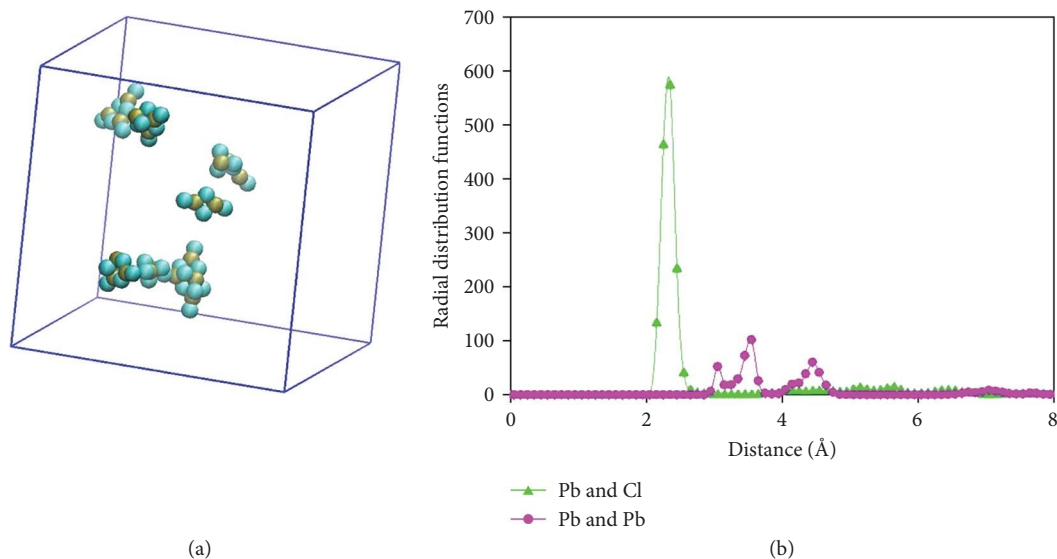 700
600
500
400
300
200
100
0
Radial distribution functions
0 2 4 6 8
Distance (Å)
Pb and Cl
Pb and Pb
(a) (b)